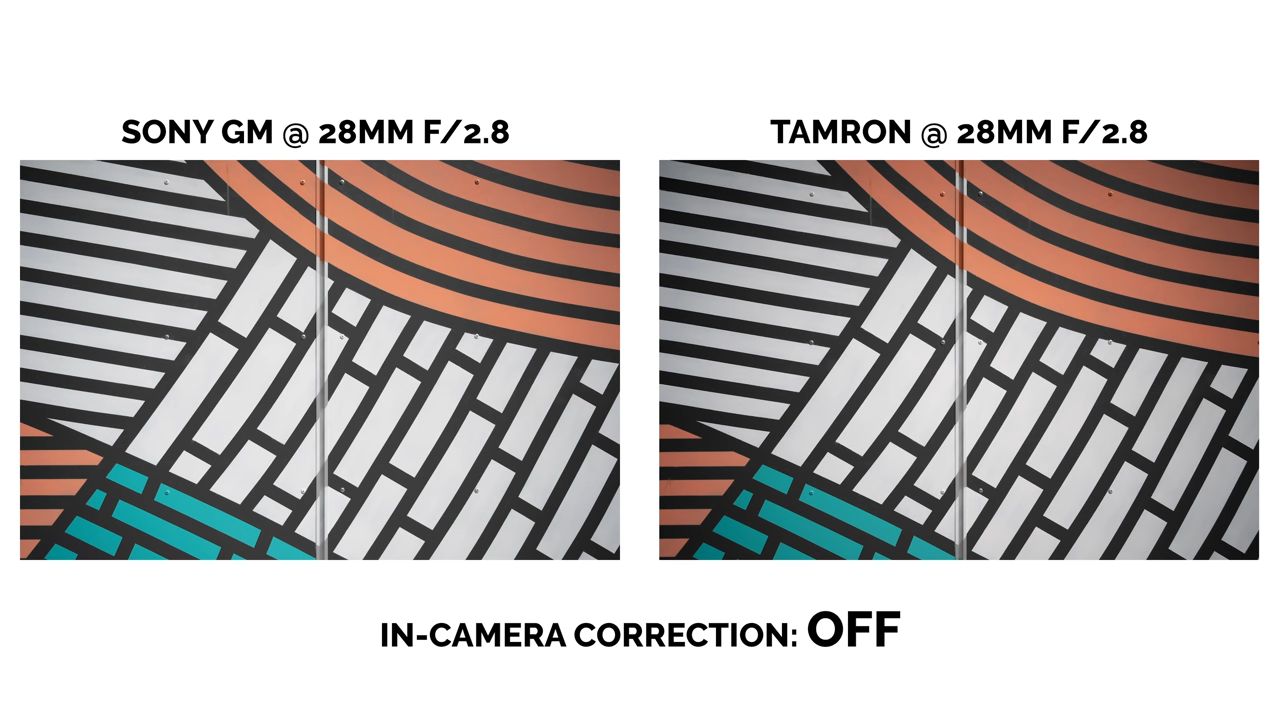 SONY GM @ 28MM F/2.8
TAMRON @ 28MM F/2.8
IN-CAMERA CORRECTION: OFF